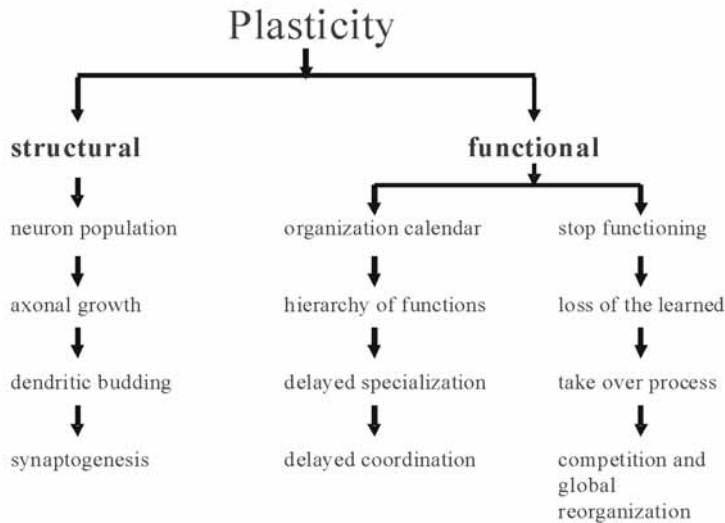 Plasticity
structural
functional
neuron population
organization calendar
stop functioning
axonal growth
hierarchy of functions
loss of the learned
dendritic budding
delayed specialization
take over process
synaptogenesis
delayed coordination
competition and
global
reorganization